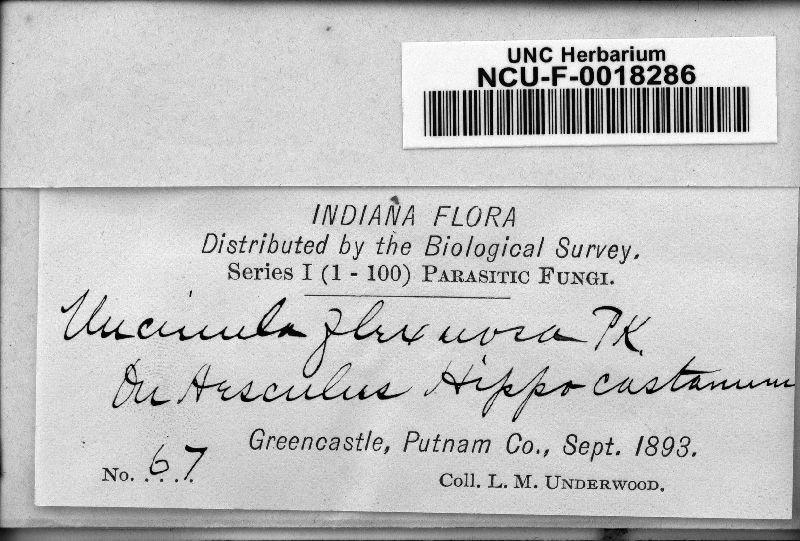 UNC Herbarium
NCU-F-0018286
INDIANA FLORA
Distributed by the Biological Survey.
Series I (1 - 100) PARASITIC FUNGI.
Uncinula flexuosa PK.
On Aesculus Hippocastanum
Greencastle, Putnam Co., Sept. 1893.
No. 67
Coll. L. M. UNDERWOOD.